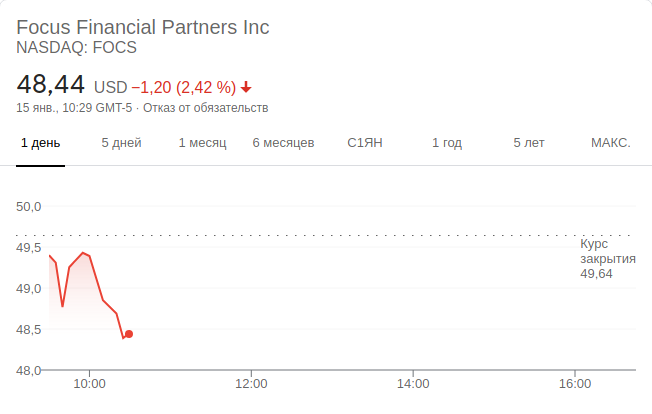 Focus Financial Partners Inc
NASDAQ: FOCS
48,44 USD −1,20 (2,42 %)
15 янв., 10:29 GMT-5 · Отказ от обязательств
1 день 5 дней 1 месяц 6 месяцев С1ЯН 1 год 5 лет МАКС.
50,0
49,5
49,0
48,5
48,0
Курс
закрытия
49,64
10:00 12:00 14:00 16:00